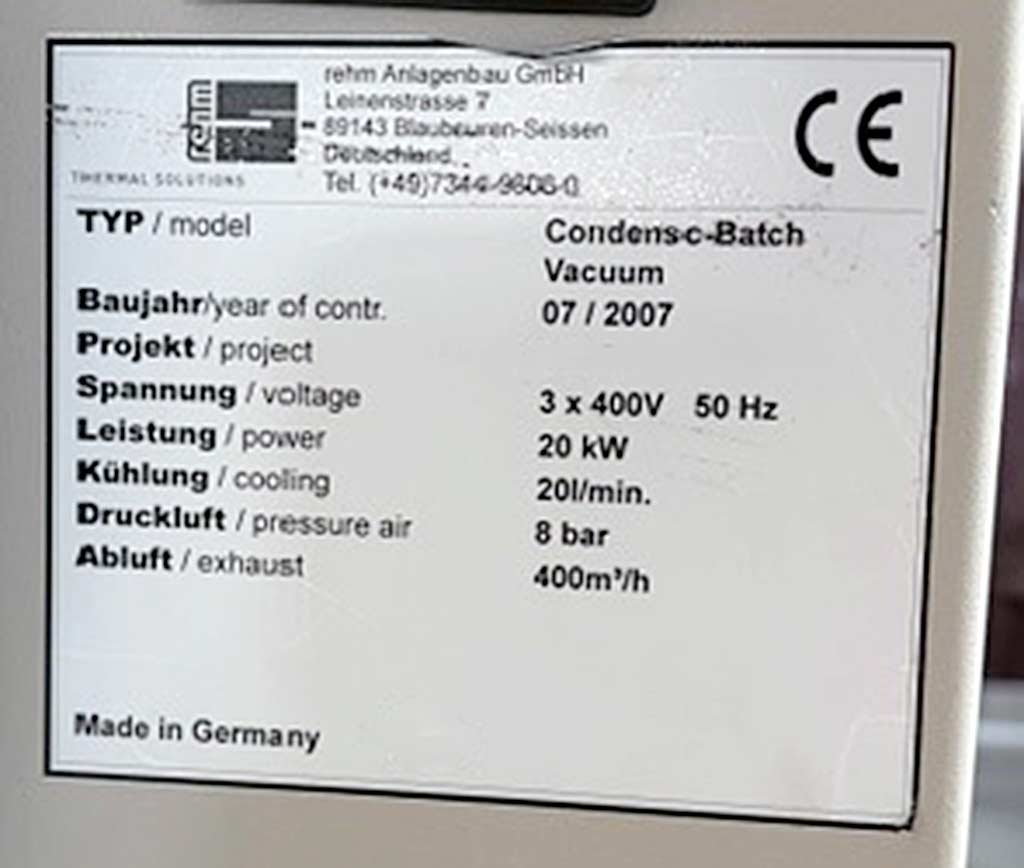 rehm
THERMAL SOLUTIONS
rehm Anlagenbau GmbH
Leinenstrasse 7
89143 Blaubeuren-Seissen
Deutschland
Tel. (+49)7344-9606-0
CE
TYP / model Condens-c-Batch
Vacuum
Baujahr/year of contr. 07 / 2007
Projekt / project
Spannung / voltage 3 x 400V 50 Hz
Leistung / power 20 kW
Kühlung / cooling 20l/min.
Druckluft / pressure air 8 bar
Abluft / exhaust 400m³/h
Made in Germany